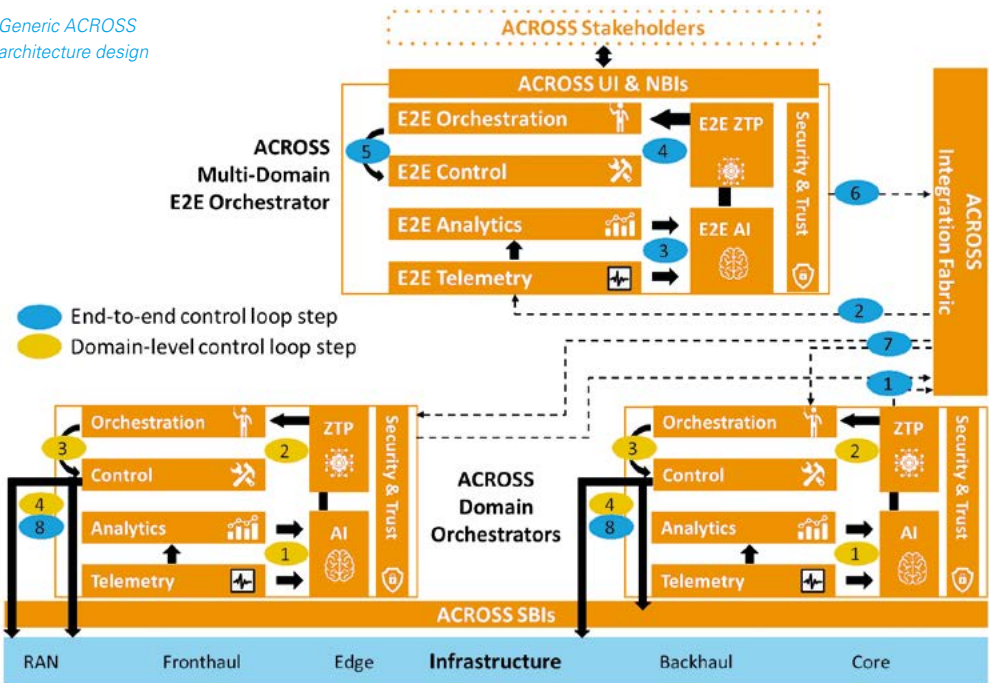 Generic ACROSS
architecture design
ACROSS Stakeholders
ACROSS UI & NBIs
ACROSS
Multi-Domain
E2E Orchestrator
E2E Orchestration
E2E Control
E2E Analytics
E2E Telemetry
E2E ZTP
E2E AI
Security & Trust
5
4
3
6
2
7
1
ACROSS
Integration Fabric
End-to-end control loop step
Domain-level control loop step
Orchestration
Control
Analytics
Telemetry
ZTP
AI
Security & Trust
3
2
4
8
1
ACROSS
Domain
Orchestrators
Orchestration
Control
Analytics
Telemetry
ZTP
AI
Security & Trust
3
2
4
8
1
ACROSS SBIs
RAN
Fronthaul
Edge
Infrastructure
Backhaul
Core